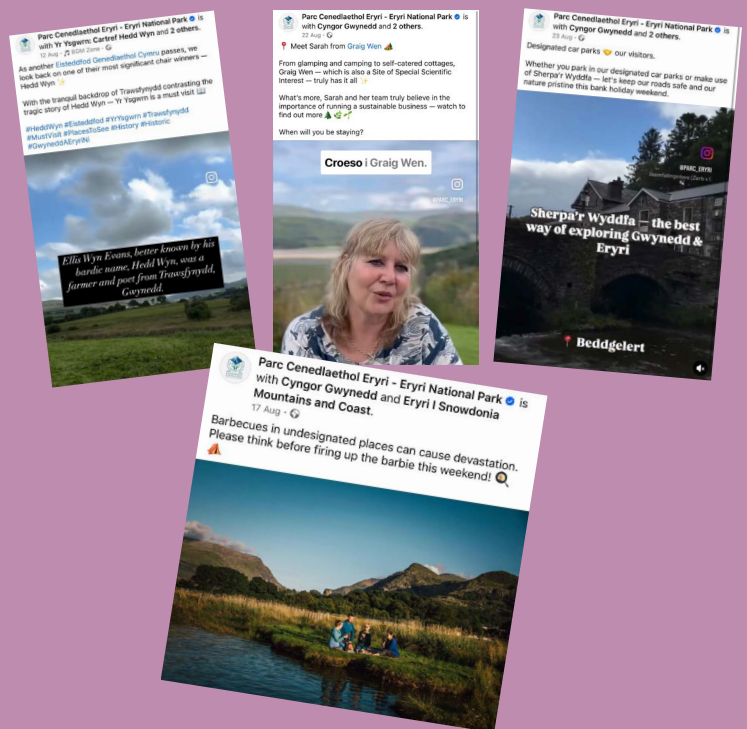 Parc Cenedlaethol Eryri - Eryri National Park is
with Yr Ysgwrn: Cartref Hedd Wyn and 2 others.
12 Aug
As another Eisteddfod Genedlaethol Cymru passes, we
look back on one of their most significant chair winners —
Hedd Wyn ✨
With the tranquil backdrop of Trawsfynydd contrasting the
tragic story of Hedd Wyn — Yr Ysgwrn is a must visit 📖
#HeddWyn #Eisteddfod #YrYsgwrn #Trawsfynydd
#MustVisit #PlacesToSee #History #Historic
#GwyneddAEryriNi
Ellis Wyn Evans, better known by his
bardic name, Hedd Wyn, was a
farmer and poet from Trawsfynydd,
Gwynedd.
Parc Cenedlaethol Eryri - Eryri National Park is
with Cyngor Gwynedd and 2 others.
22 Aug
📍 Meet Sarah from Graig Wen 🏕️
From glamping and camping to self-catered cottages,
Graig Wen — which is also a Site of Special Scientific
Interest — truly has it all ✨
What's more, Sarah and her team truly believe in the
importance of running a sustainable business — watch to
find out more 🌲🌿🌱
When will you be staying?
Croeso i Graig Wen.
@PARC_ERYRI
Parc Cenedlaethol Eryri - Eryri National Park is
with Cyngor Gwynedd and 2 others.
23 Aug
Designated car parks 🤝 our visitors.
Whether you park in our designated car parks or make use
of Sherpa'r Wyddfa — let's keep our roads safe and our
nature pristine this bank holiday weekend.
@PARC_ERYRI
Sherpa'r Wyddfa — the best
way of exploring Gwynedd &
Eryri
📍 Beddgelert
Parc Cenedlaethol Eryri - Eryri National Park is
with Cyngor Gwynedd and Eryri I Snowdonia
Mountains and Coast.
17 Aug
Barbecues in undesignated places can cause devastation.
Please think before firing up the barbie this weekend! 🍳
⛺